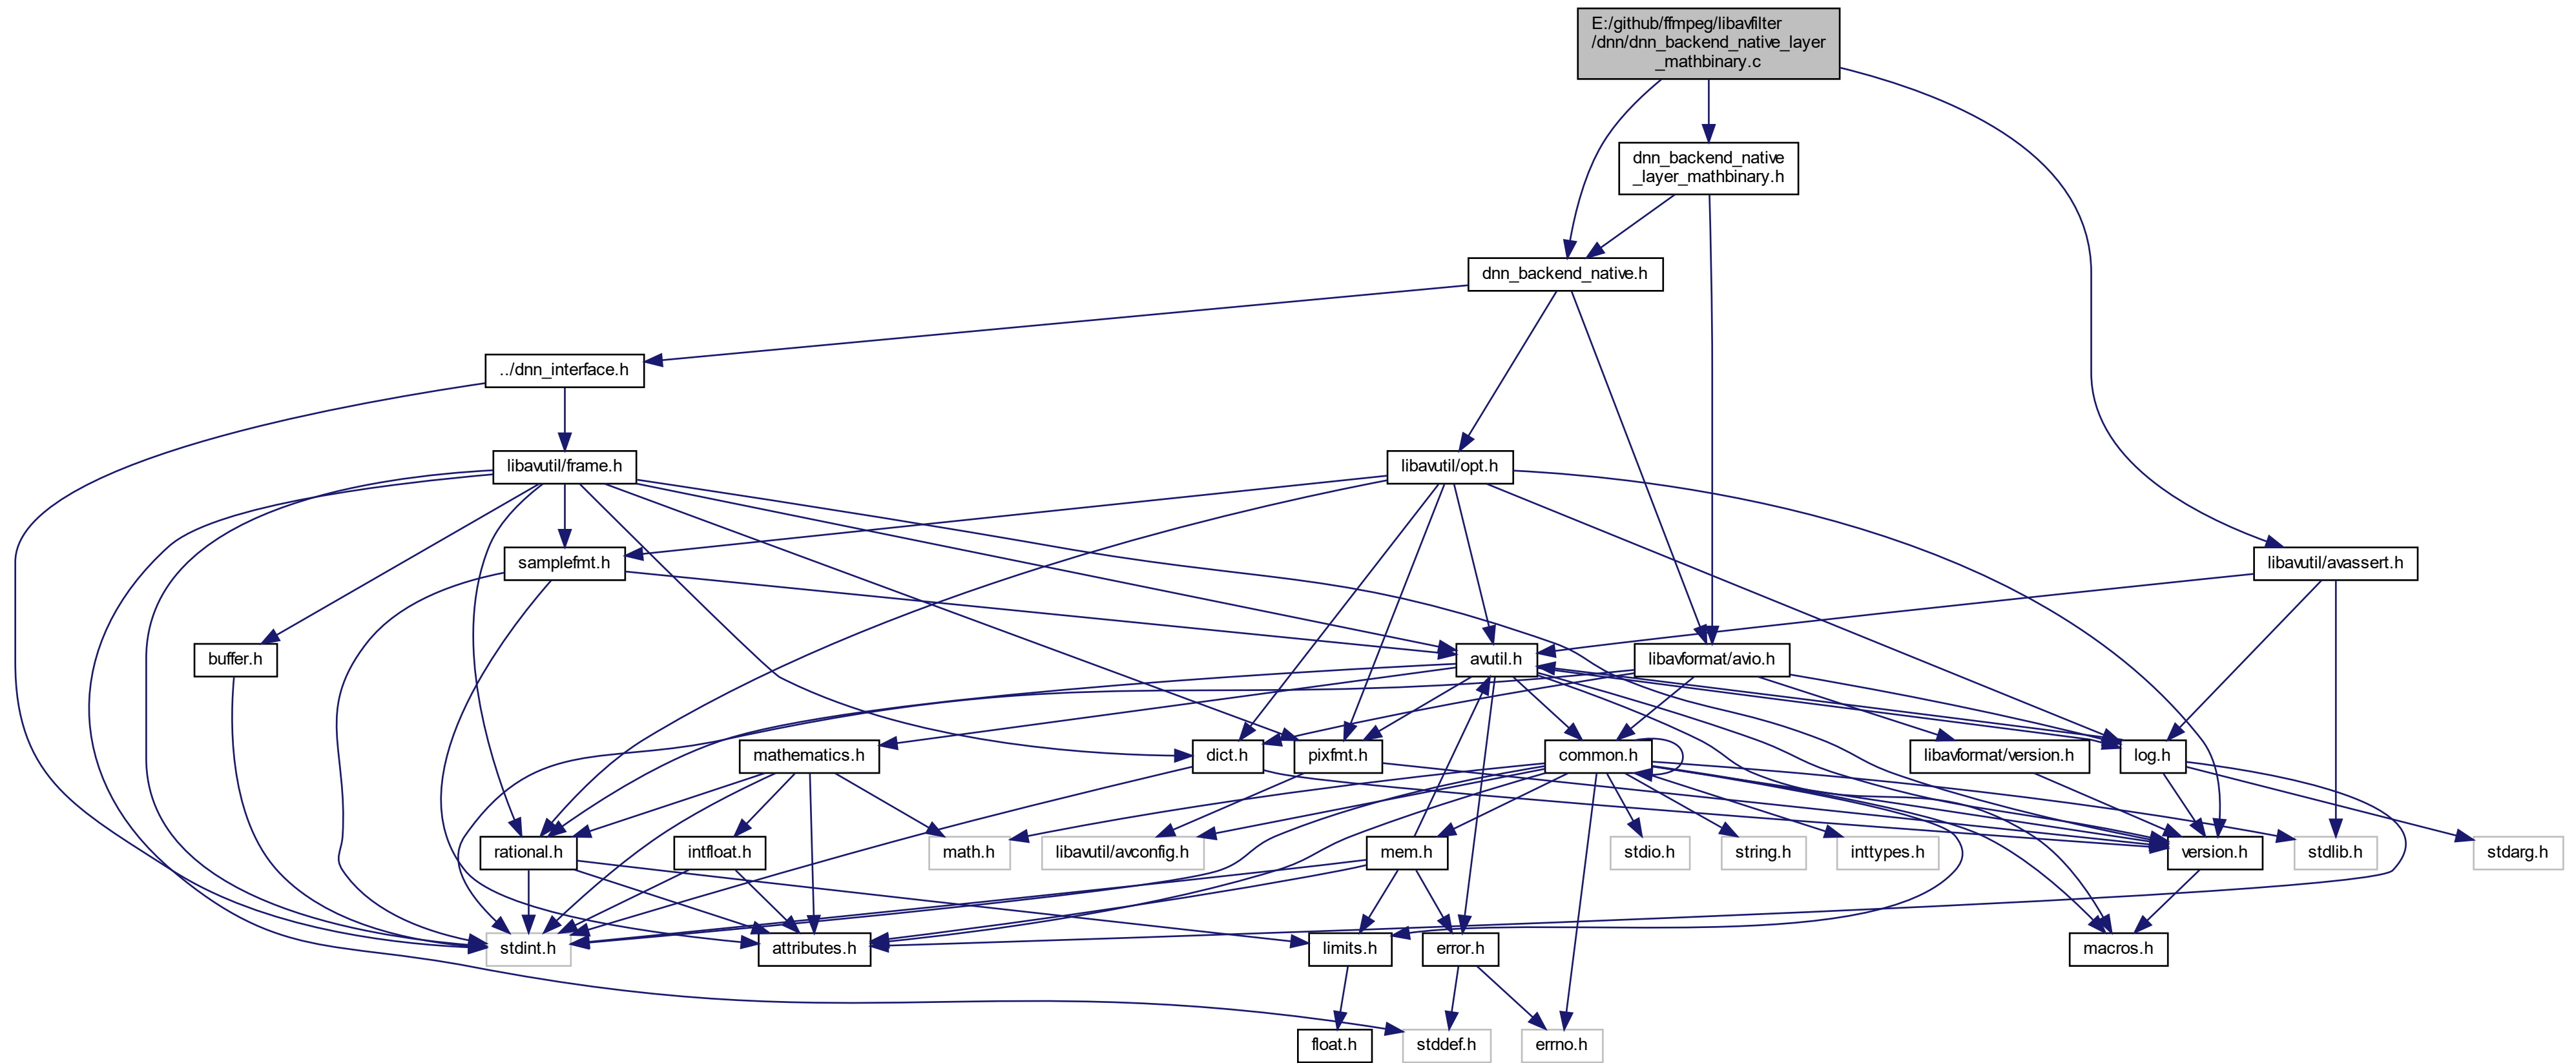 E:/github/ffmpeg/libavfilter
/dnn/dnn_backend_native_layer
_mathbinary.c
dnn_backend_native
_layer_mathbinary.h
dnn_backend_native.h
../dnn_interface.h
libavutil/frame.h
libavutil/opt.h
samplefmt.h
libavutil/avassert.h
buffer.h
avutil.h
libavformat/avio.h
mathematics.h
dict.h
pixfmt.h
common.h
libavformat/version.h
log.h
rational.h
intfloat.h
math.h
libavutil/avconfig.h
mem.h
stdio.h
string.h
inttypes.h
version.h
stdlib.h
stdarg.h
stdint.h
attributes.h
limits.h
error.h
macros.h
float.h
stddef.h
errno.h